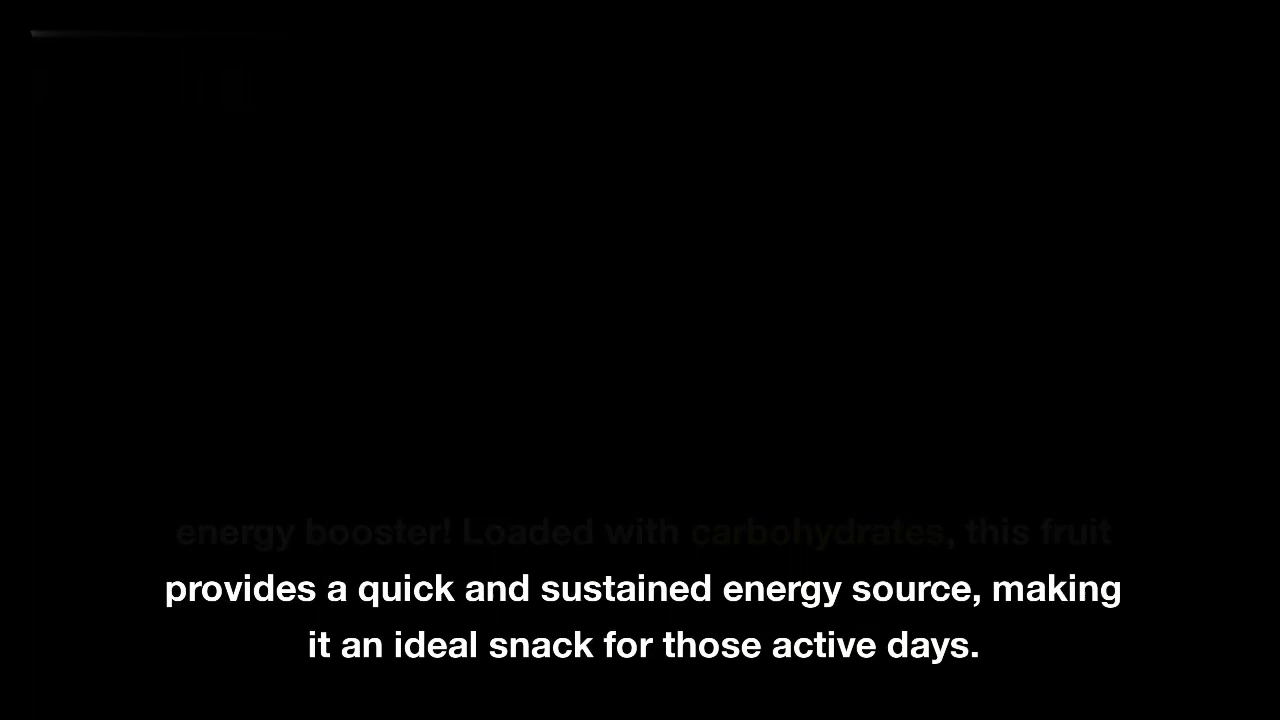 energy booster! Loaded with carbohydrates, this fruit
provides a quick and sustained energy source, making
it an ideal snack for those active days.